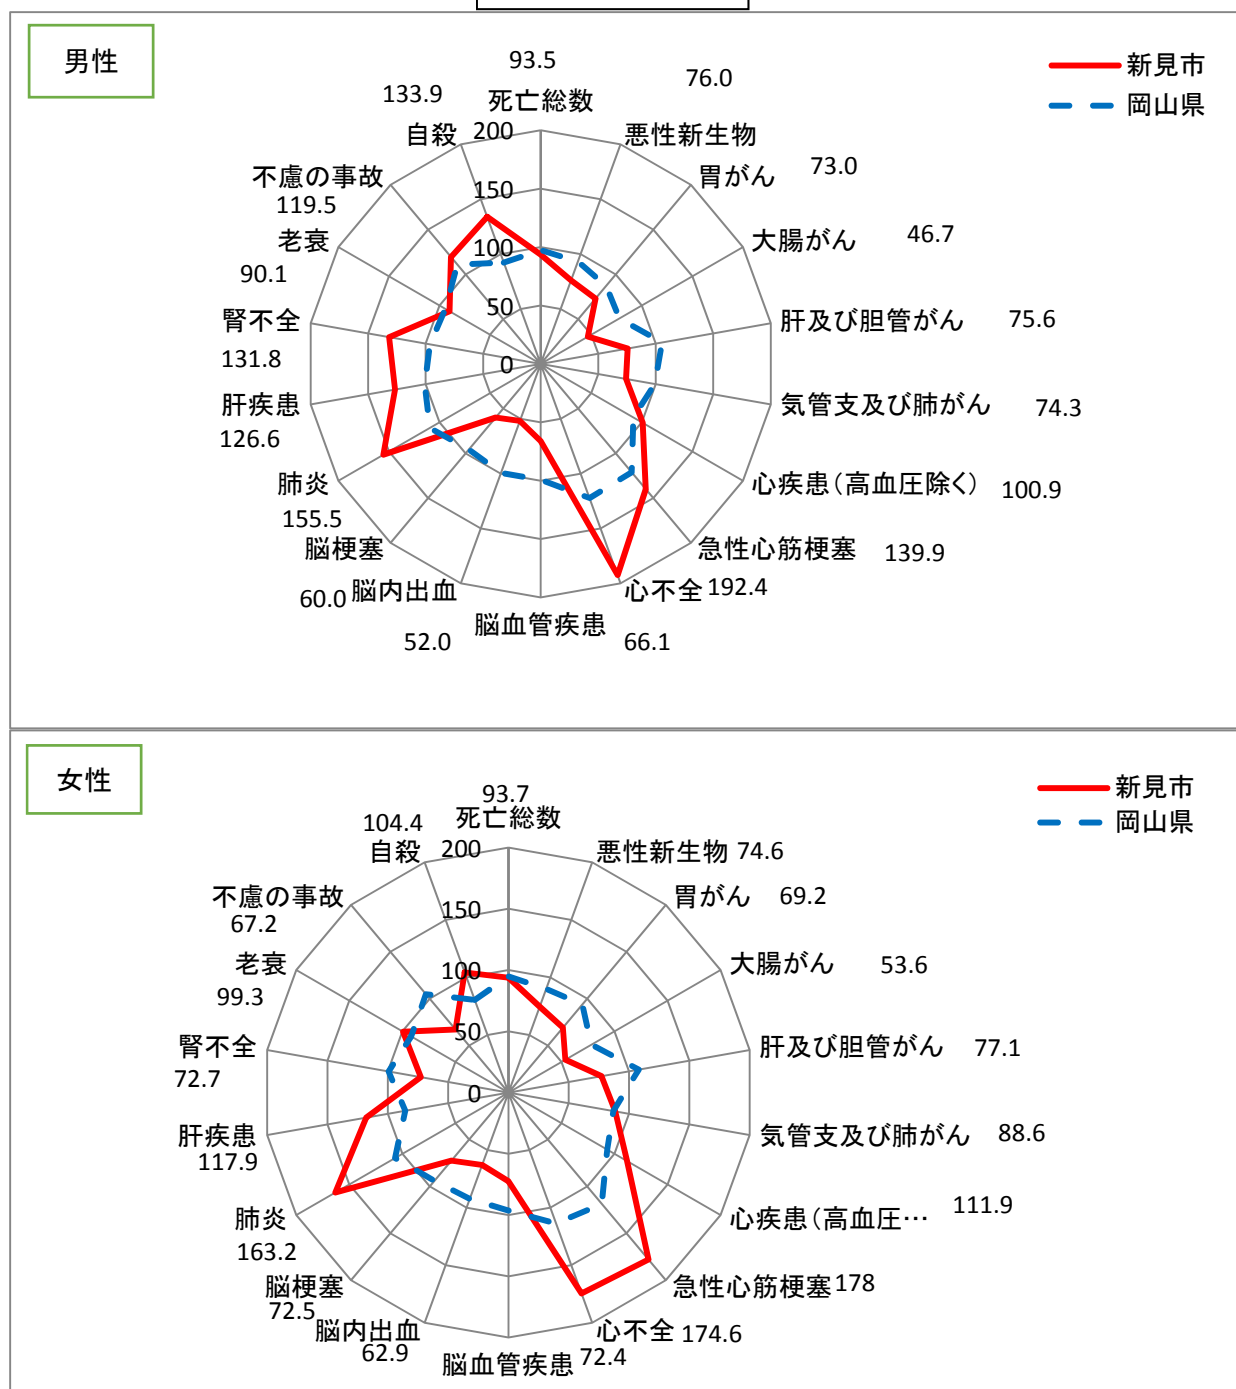 男性
新見市
岡山県
93.5
死亡総数
76.0
悪性新生物
73.0
胃がん
46.7
大腸がん
75.6
肝及び胆管がん
74.3
気管支及び肺がん
100.9
心疾患（高血圧除く）
139.9
急性心筋梗塞
192.4
心不全
66.1
脳血管疾患
52.0
脳内出血
60.0
脳梗塞
155.5
肺炎
126.6
肝疾患
131.8
腎不全
90.1
老衰
119.5
不慮の事故
133.9
自殺
200
150
100
50
0
女性
新見市
岡山県
93.7
死亡総数
悪性新生物 74.6
胃がん 69.2
大腸がん 53.6
肝及び胆管がん 77.1
気管支及び肺がん 88.6
心疾患（高血圧… 111.9
急性心筋梗塞 178
心不全 174.6
脳血管疾患 72.4
脳内出血
62.9
脳梗塞
72.5
肺炎
163.2
肝疾患
117.9
腎不全
72.7
老衰
99.3
不慮の事故
67.2
104.4
自殺
200
150
100
50
0